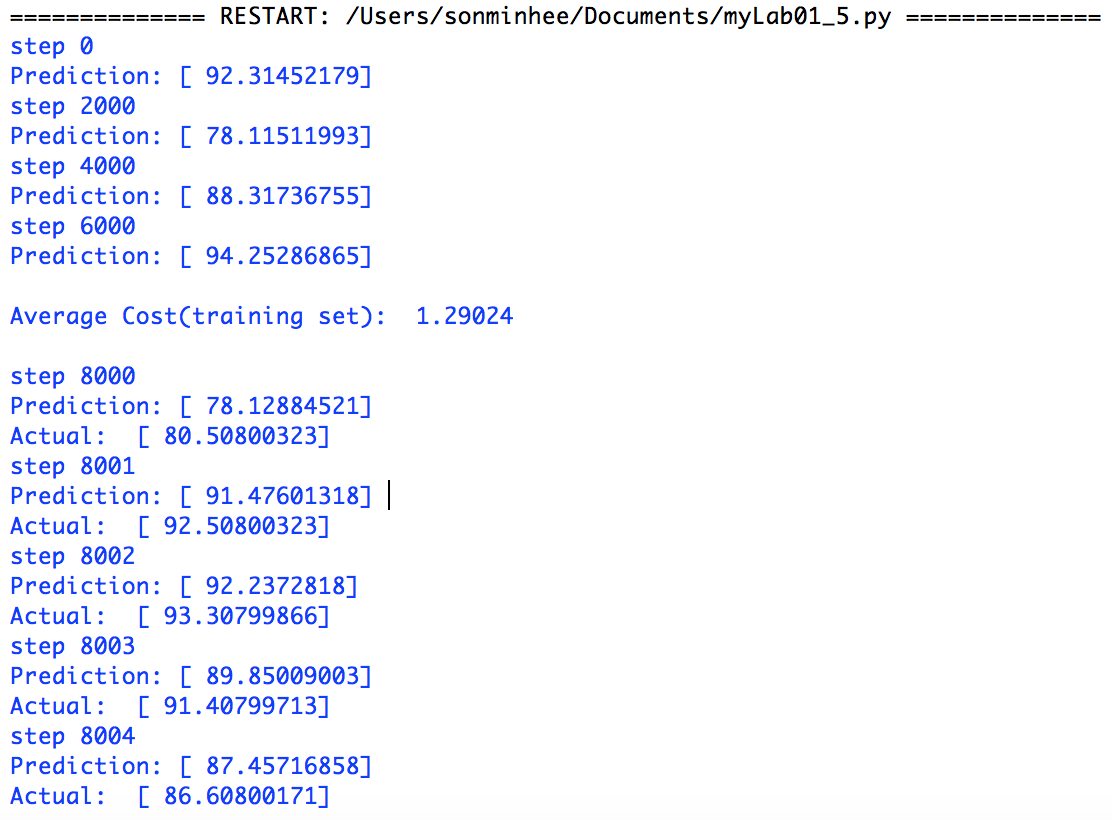 ============== RESTART: /Users/sonminhee/Documents/myLab01_5.py ==============
step 0
Prediction: [ 92.31452179]
step 2000
Prediction: [ 78.11511993]
step 4000
Prediction: [ 88.31736755]
step 6000
Prediction: [ 94.25286865]
Average Cost(training set):  1.29024
step 8000
Prediction: [ 78.12884521]
Actual:  [ 80.50800323]
step 8001
Prediction: [ 91.47601318]
Actual:  [ 92.50800323]
step 8002
Prediction: [ 92.2372818]
Actual:  [ 93.30799866]
step 8003
Prediction: [ 89.85009003]
Actual:  [ 91.40799713]
step 8004
Prediction: [ 87.45716858]
Actual:  [ 86.60800171]